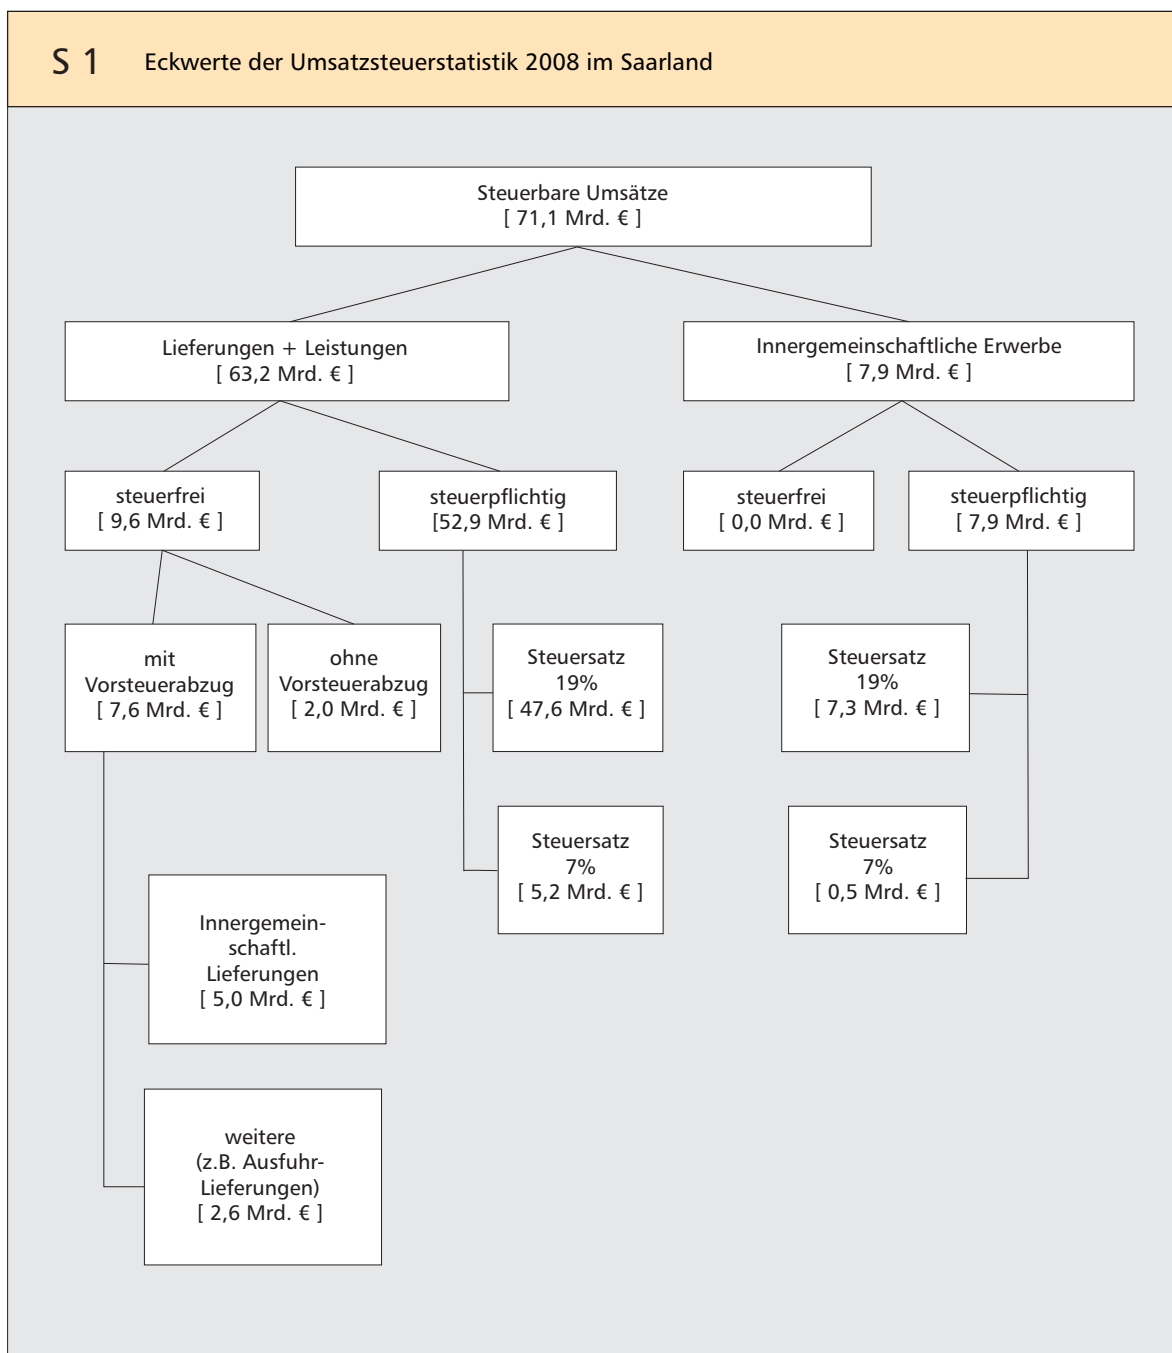 S 1 Eckwerte der Umsatzsteuerstatistik 2008 im Saarland
Steuerbare Umsätze
[ 71,1 Mrd. € ]
Lieferungen + Leistungen
[ 63,2 Mrd. € ]
Innergemeinschaftliche Erwerbe
[ 7,9 Mrd. € ]
steuerfrei
[ 9,6 Mrd. € ]
steuerpflichtig
[52,9 Mrd. € ]
steuerfrei
[ 0,0 Mrd. € ]
steuerpflichtig
[ 7,9 Mrd. € ]
mit
Vorsteuerabzug
[ 7,6 Mrd. € ]
ohne
Vorsteuerabzug
[ 2,0 Mrd. € ]
Steuersatz
19%
[ 47,6 Mrd. € ]
Steuersatz
19%
[ 7,3 Mrd. € ]
Steuersatz
7%
[ 5,2 Mrd. € ]
Steuersatz
7%
[ 0,5 Mrd. € ]
Innergemein-
schaftl.
Lieferungen
[ 5,0 Mrd. € ]
weitere
(z.B. Ausfuhr-
Lieferungen)
[ 2,6 Mrd. € ]